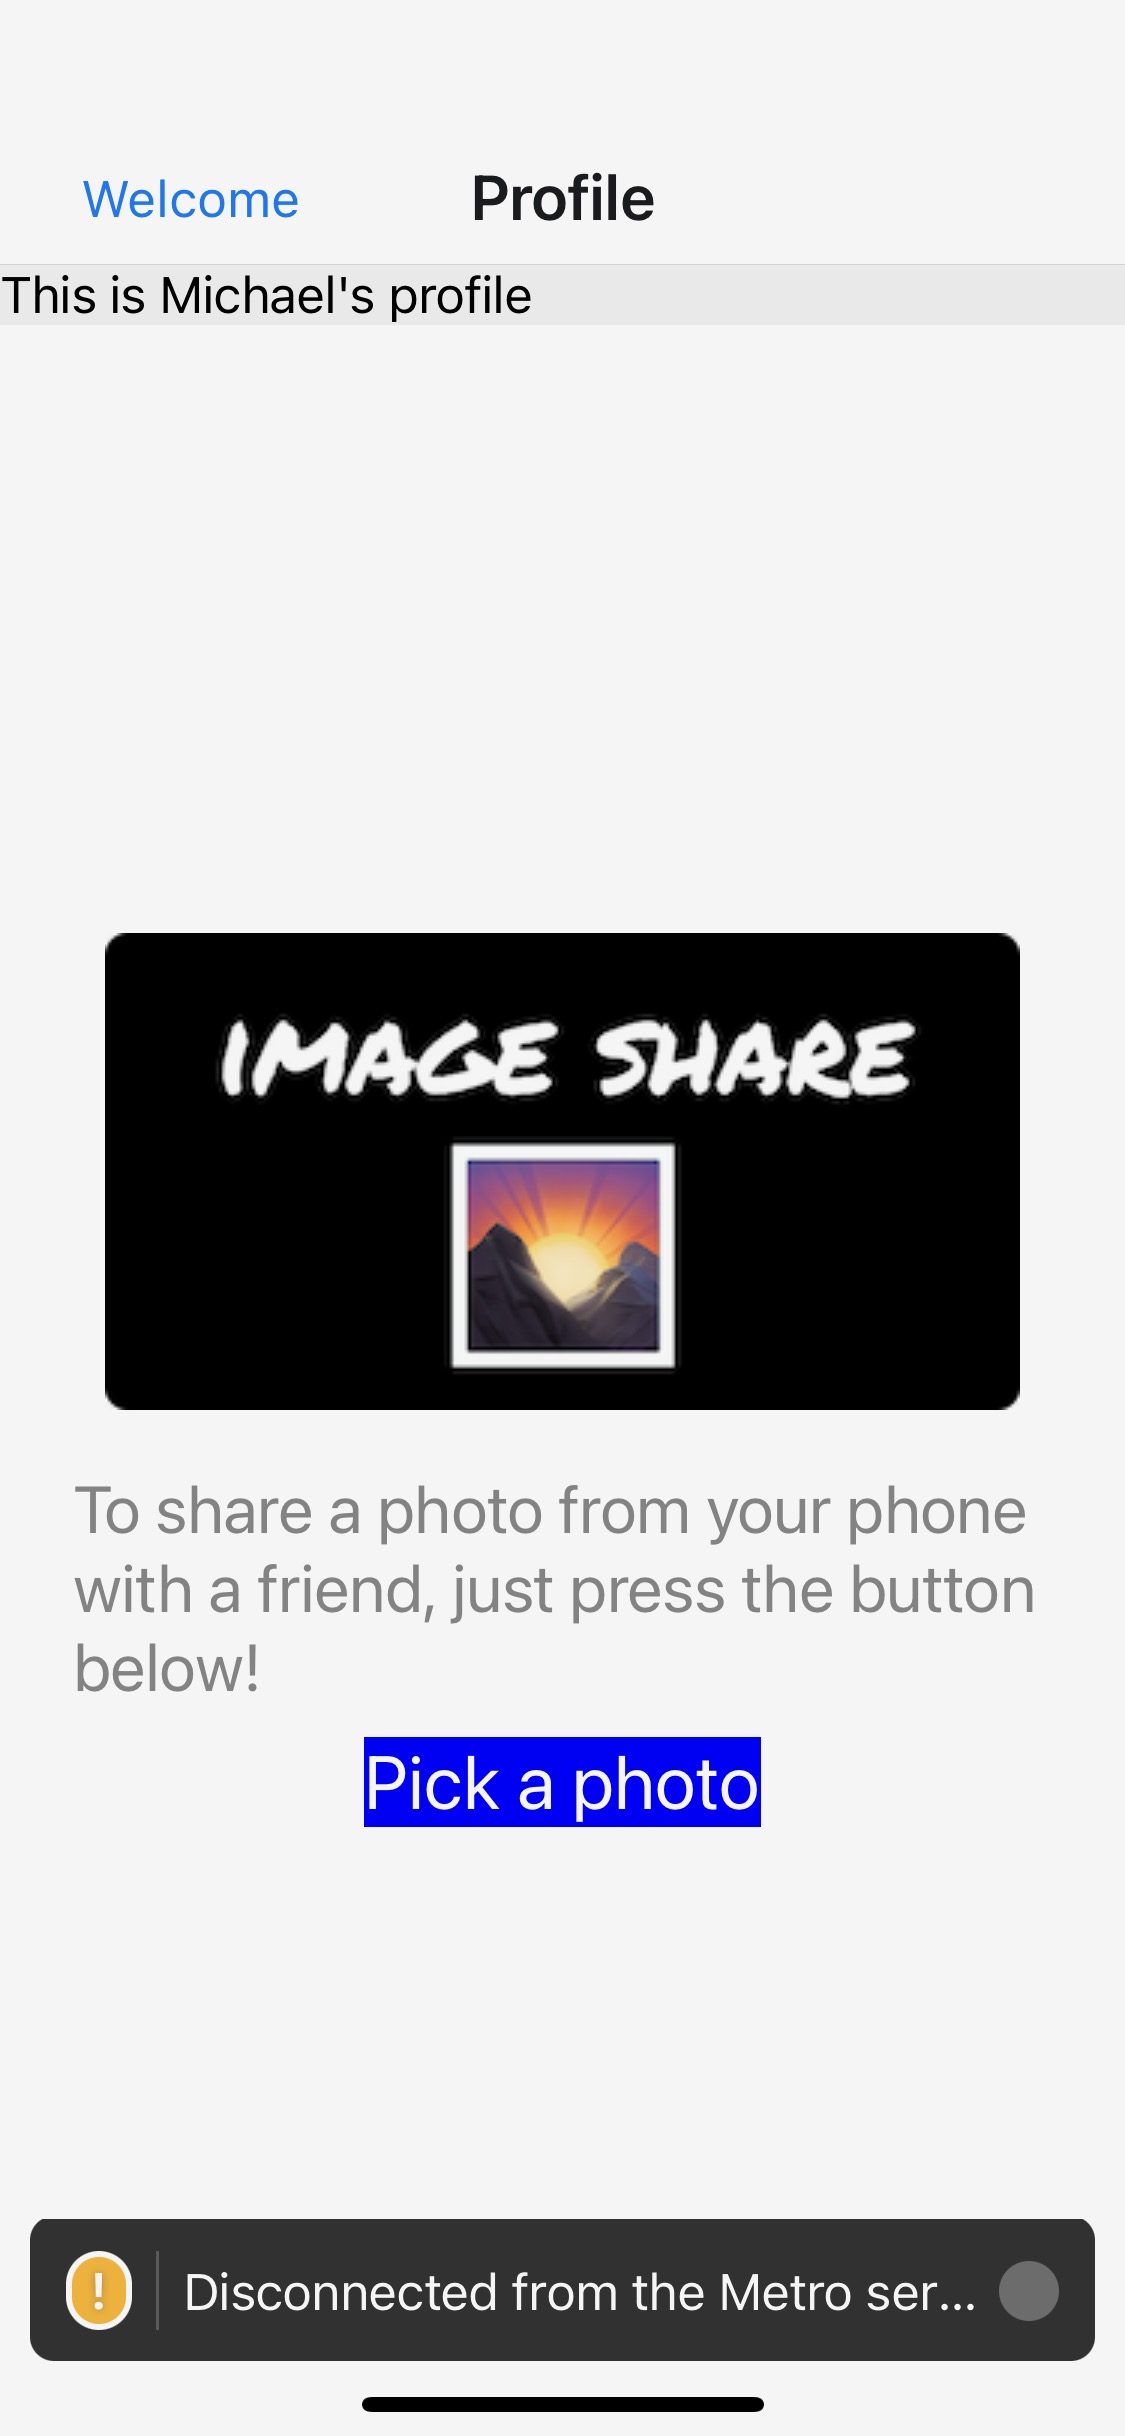 Welcome
Profile
This is Michael's profile
IMAGE SHARE
To share a photo from your phone
with a friend, just press the button
below!
Pick a photo
! Disconnected from the Metro ser...